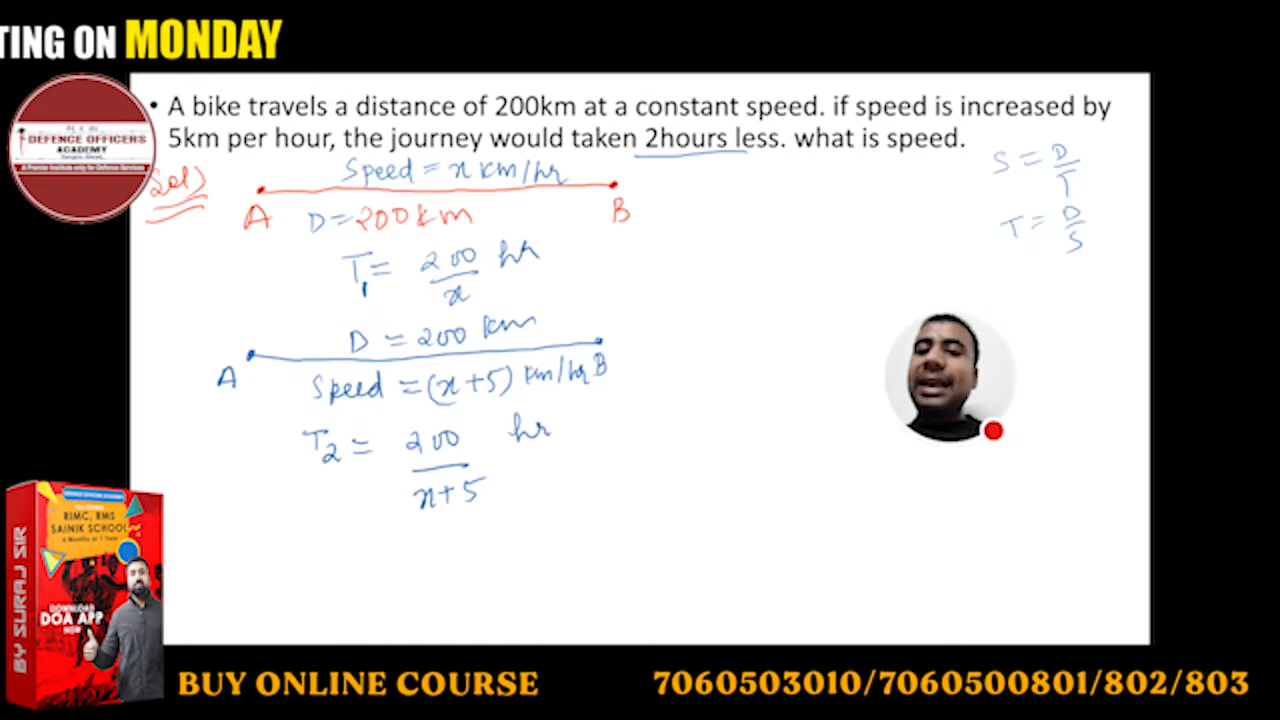 TING ON MONDAY
DEFENCE OFFICERS
ACADEMY
• A bike travels a distance of 200km at a constant speed. if speed is increased by
5km per hour, the journey would taken 2hours less. what is speed.
Sol)
Speed = x km/hr
A D = 200 km B
T1 = 200/x hr
S = D/T
T = D/S
D = 200 km
A Speed = (x+5) km/hr B
T2 = 200/x+5 hr
DEFENCE OFFICERS ACADEMY
RIMC, RMS
SAINIK SCHOOL
DOWNLOAD
DOA APP
NOW
BY SURAJ SIR
BUY ONLINE COURSE 7060503010/7060500801/802/803